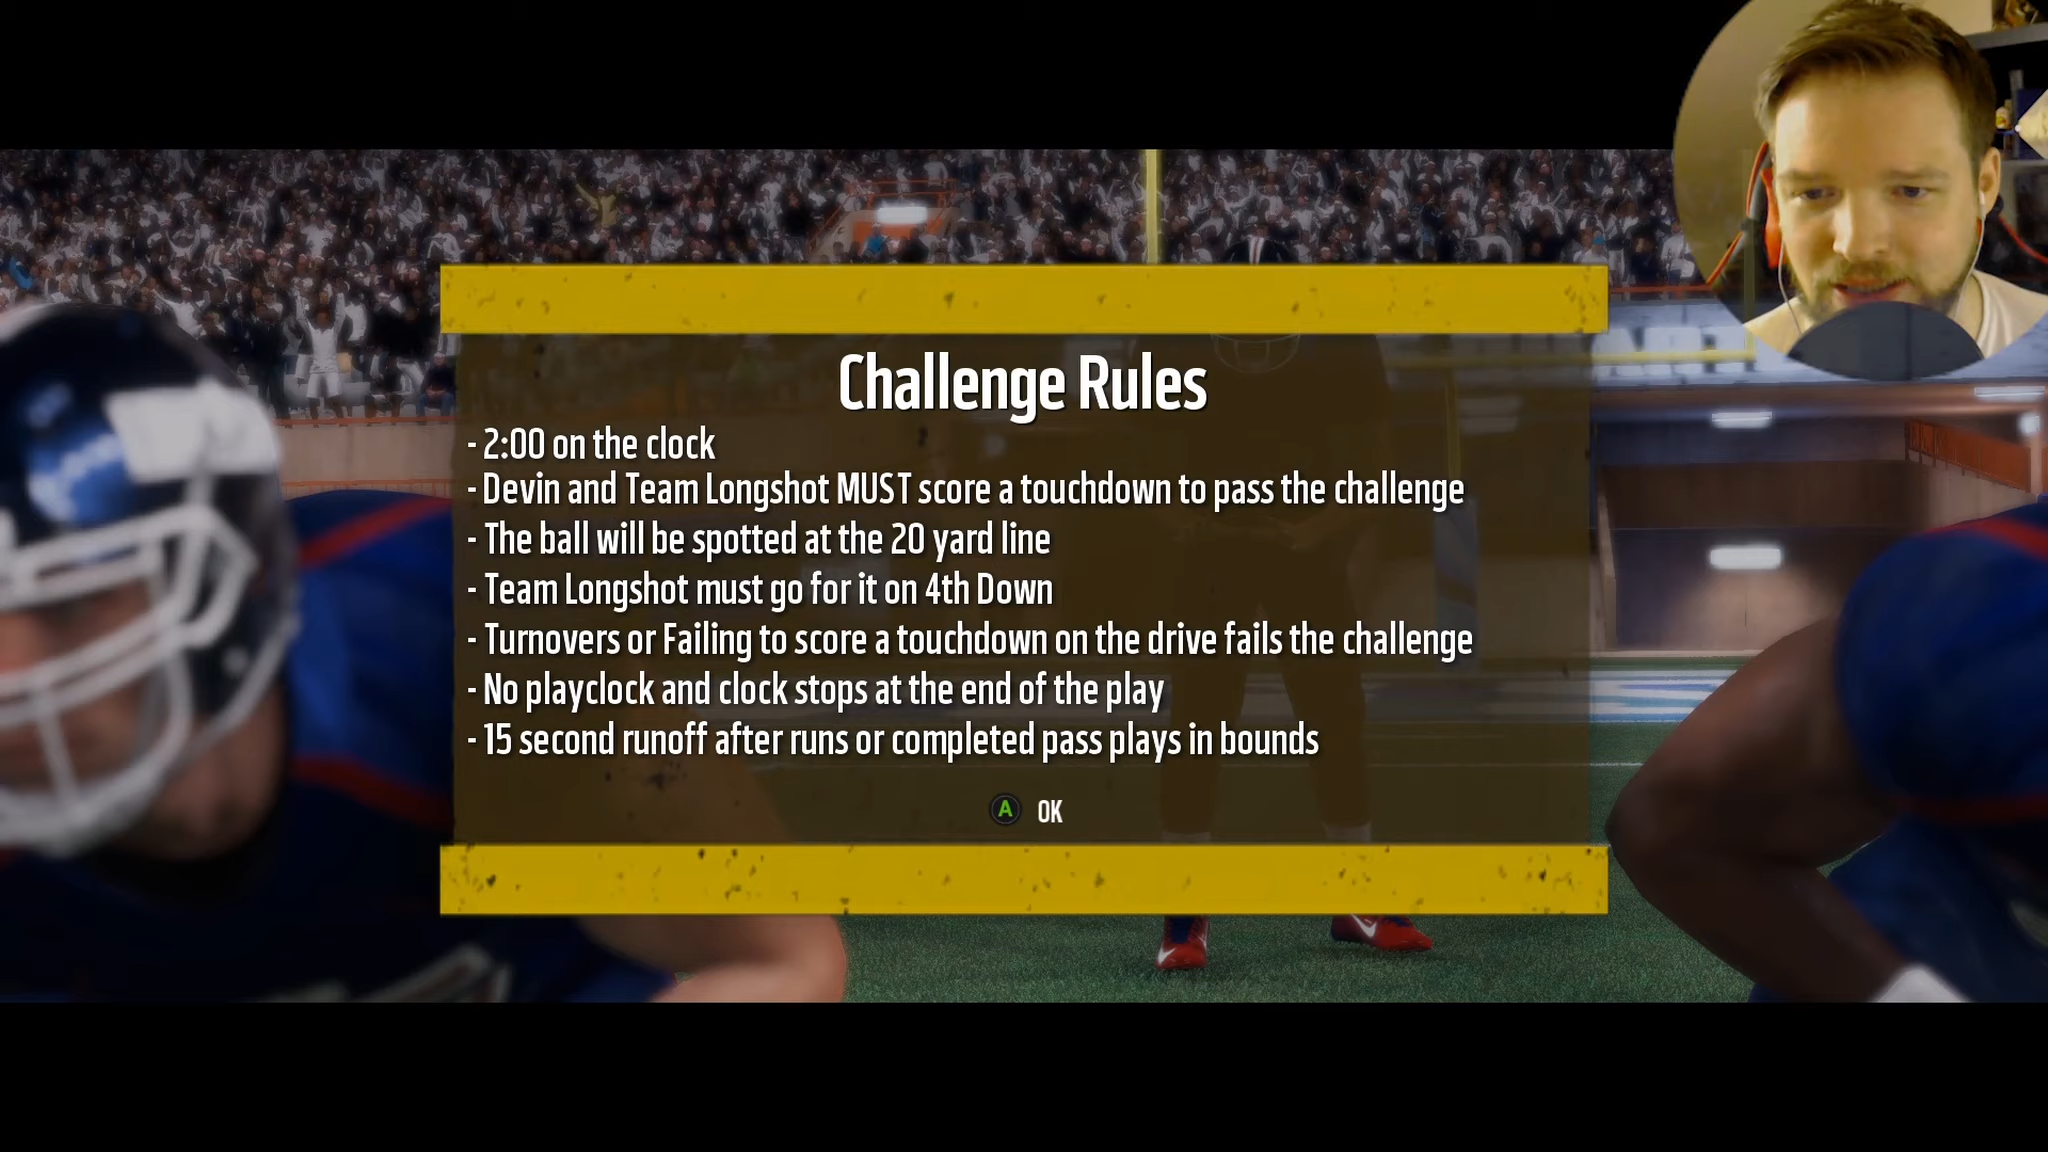 Challenge Rules
- 2:00 on the clock
- Devin and Team Longshot MUST score a touchdown to pass the challenge
- The ball will be spotted at the 20 yard line
- Team Longshot must go for it on 4th Down
- Turnovers or Failing to score a touchdown on the drive fails the challenge
- No playclock and clock stops at the end of the play
- 15 second runoff after runs or completed pass plays in bounds
A OK